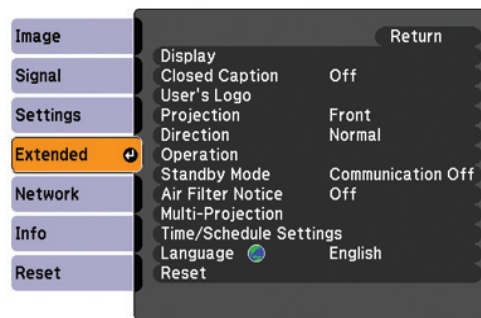 Image
Signal
Settings
Extended
Network
Info
Reset
Return
Display
Closed Caption Off
User's Logo
Projection Front
Direction Normal
Operation
Standby Mode Communication Off
Air Filter Notice Off
Multi-Projection
Time/Schedule Settings
Language English
Reset